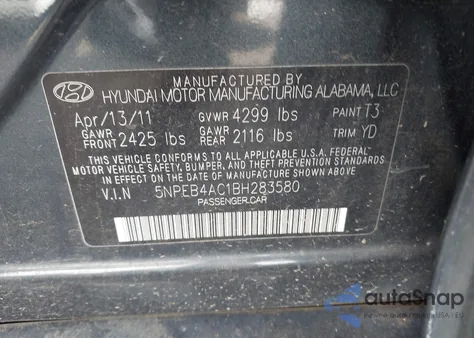 MANUFACTURED BY
HYUNDAI MOTOR MANUFACTURING ALABAMA, LLC
Apr/13/11 GVWR 4299 lbs PAINT T3
GAWR FRONT 2425 lbs GAWR REAR 2116 lbs TRIM YD
THIS VEHICLE CONFORMS TO ALL APPLICABLE U.S.A FEDERAL
MOTOR VEHICLE SAFETY, BUMPER, AND THEFT PREVENTION STANDARDS
IN EFFECT ON THE DATE OF MANUFACTURE SHOWN ABOVE.
V.I.N 5NPEB4AC1BH283580
PASSENGER CAR
autoSnap